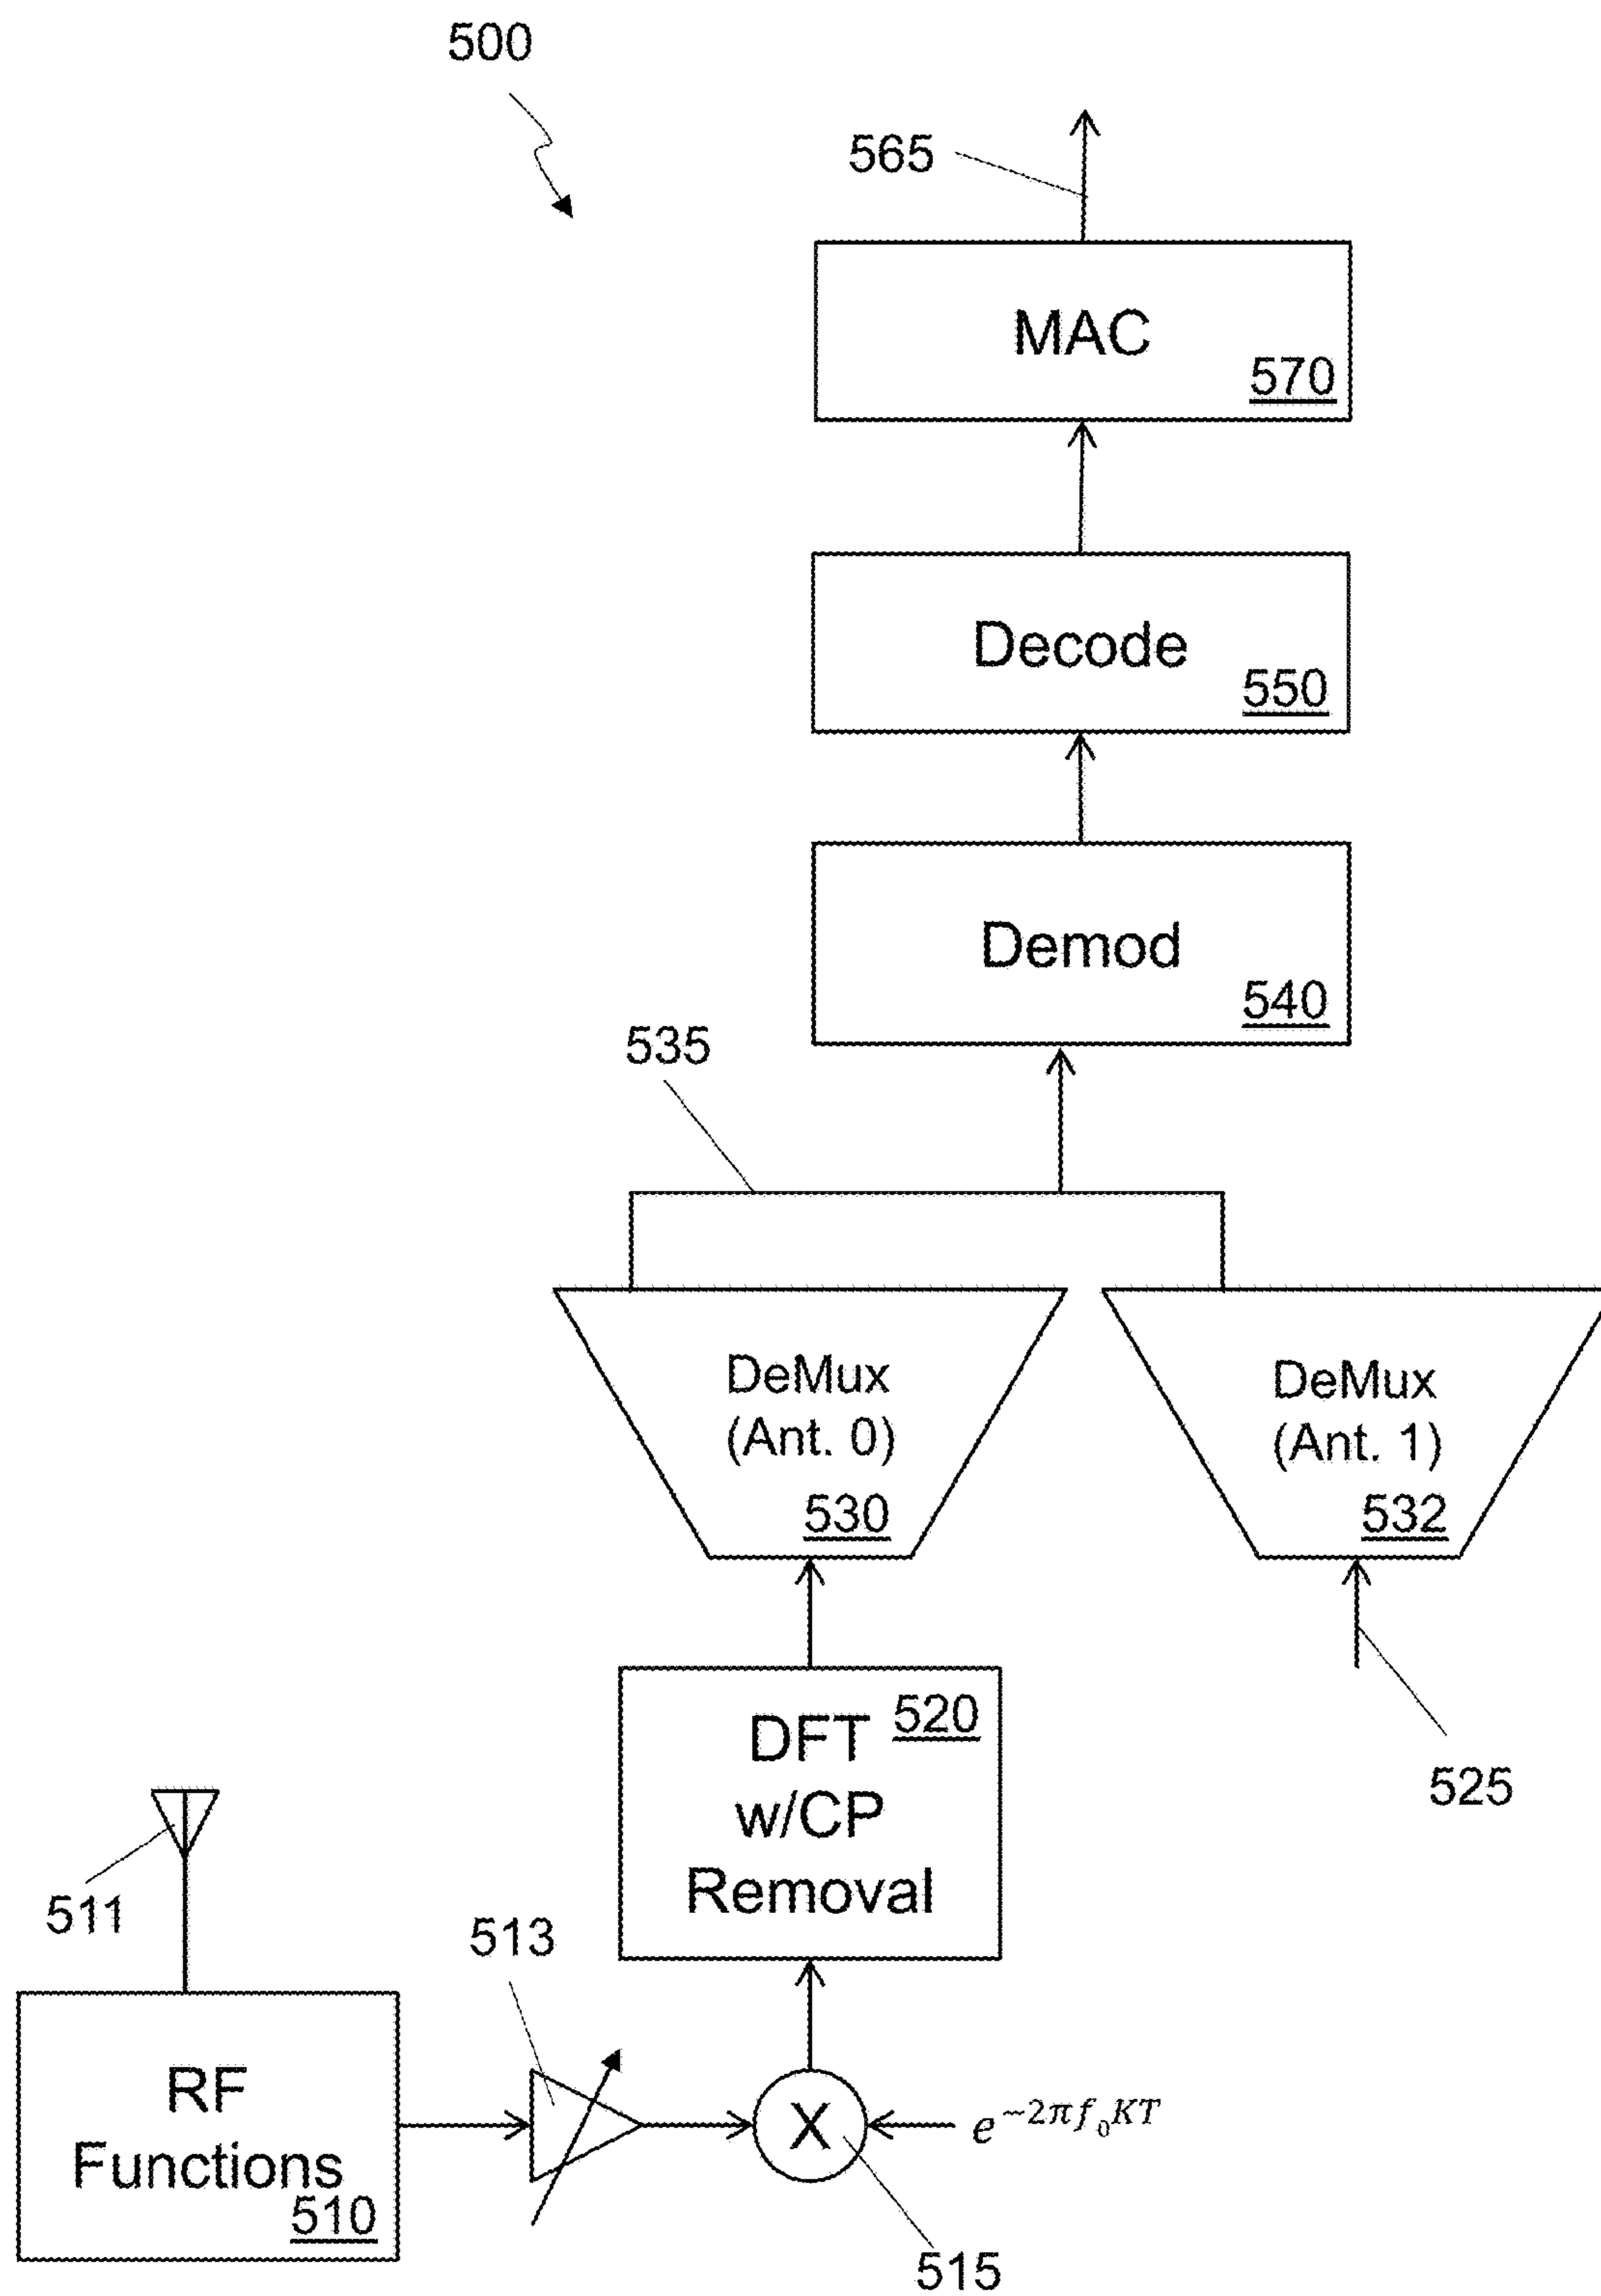 500
565
MAC
570
Decode
550
Demod
540
535
DeMux
(Ant. 0)
530
DeMux
(Ant. 1)
532
520
DFT
w/CP
Removal
525
511
513
RF
Functions
510
X
e^~2πf₀KT
515